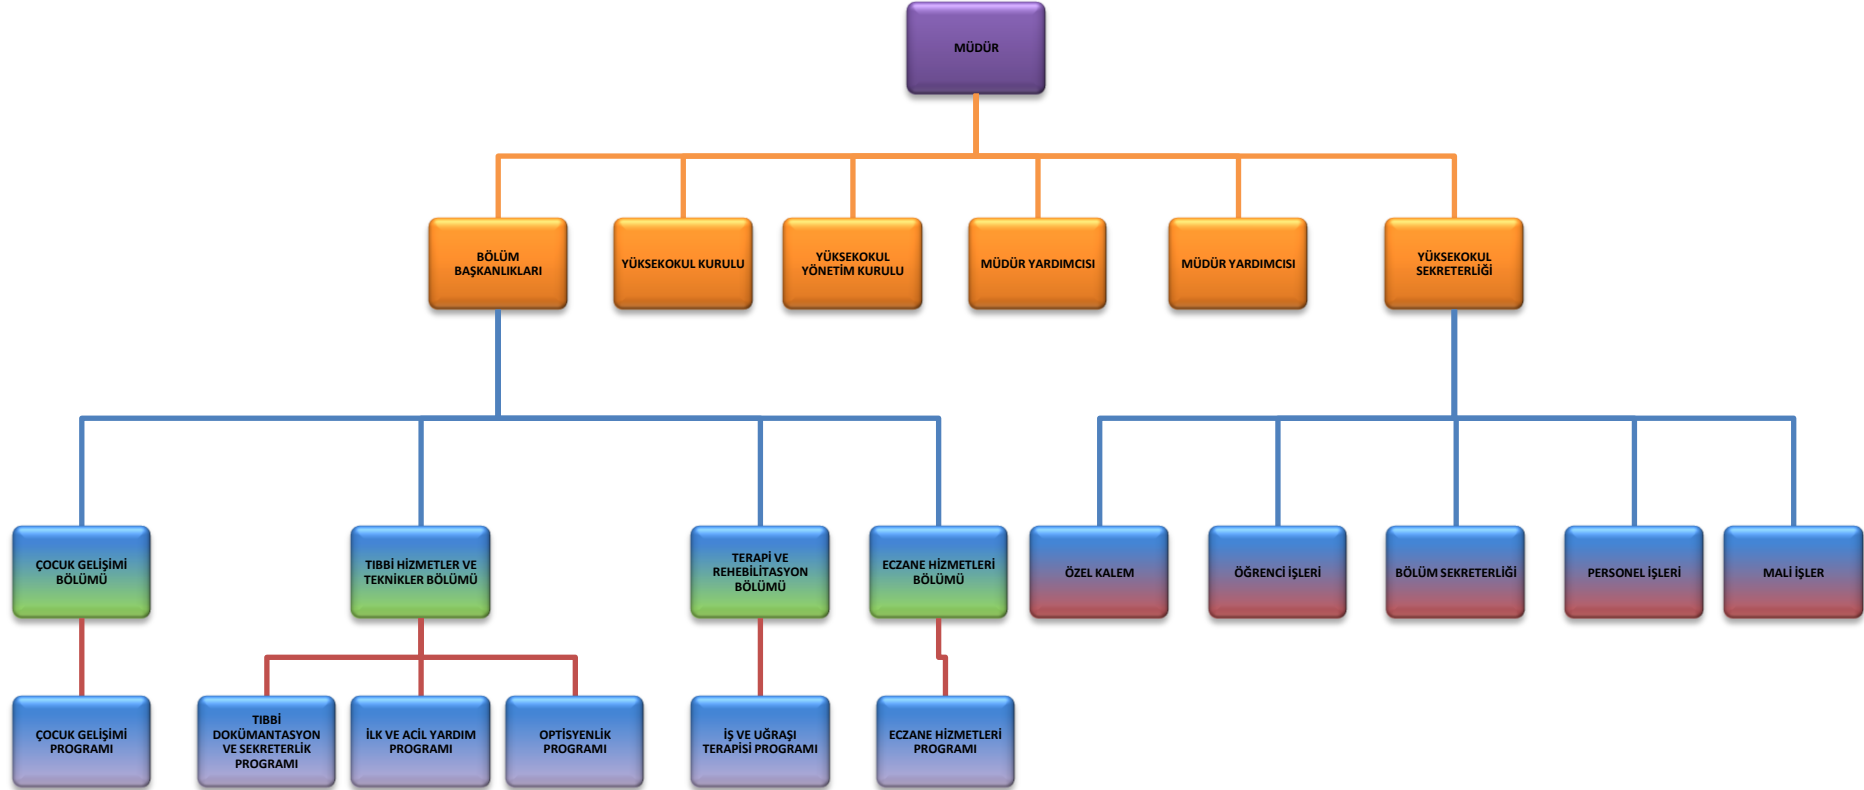 MÜDÜR
BÖLÜM
BAŞKANLIKLARI
YÜKSEKOKUL KURULU
YÜKSEKOKUL
YÖNETİM KURULU
MÜDÜR YARDIMCISI
MÜDÜR YARDIMCISI
YÜKSEKOKUL
SEKRETERLİĞİ
ÇOCUK GELİŞİMİ
BÖLÜMÜ
TIBBİ HİZMETLER VE
TEKNİKLER BÖLÜMÜ
TERAPİ VE
REHABİLİTASYON
BÖLÜMÜ
ECZANE HİZMETLERİ
BÖLÜMÜ
ÖZEL KALEM
ÖĞRENCİ İŞLERİ
BÖLÜM SEKRETERLİĞİ
PERSONEL İŞLERİ
MALİ İŞLER
ÇOCUK GELİŞİMİ
PROGRAMI
TIBBİ
DOKÜMANTASYON
VE SEKRETERLİK
PROGRAMI
İLK VE ACİL YARDIM
PROGRAMI
OPTİSYENLİK
PROGRAMI
İŞ VE UĞRAŞI
TERAPİSİ PROGRAMI
ECZANE HİZMETLERİ
PROGRAMI